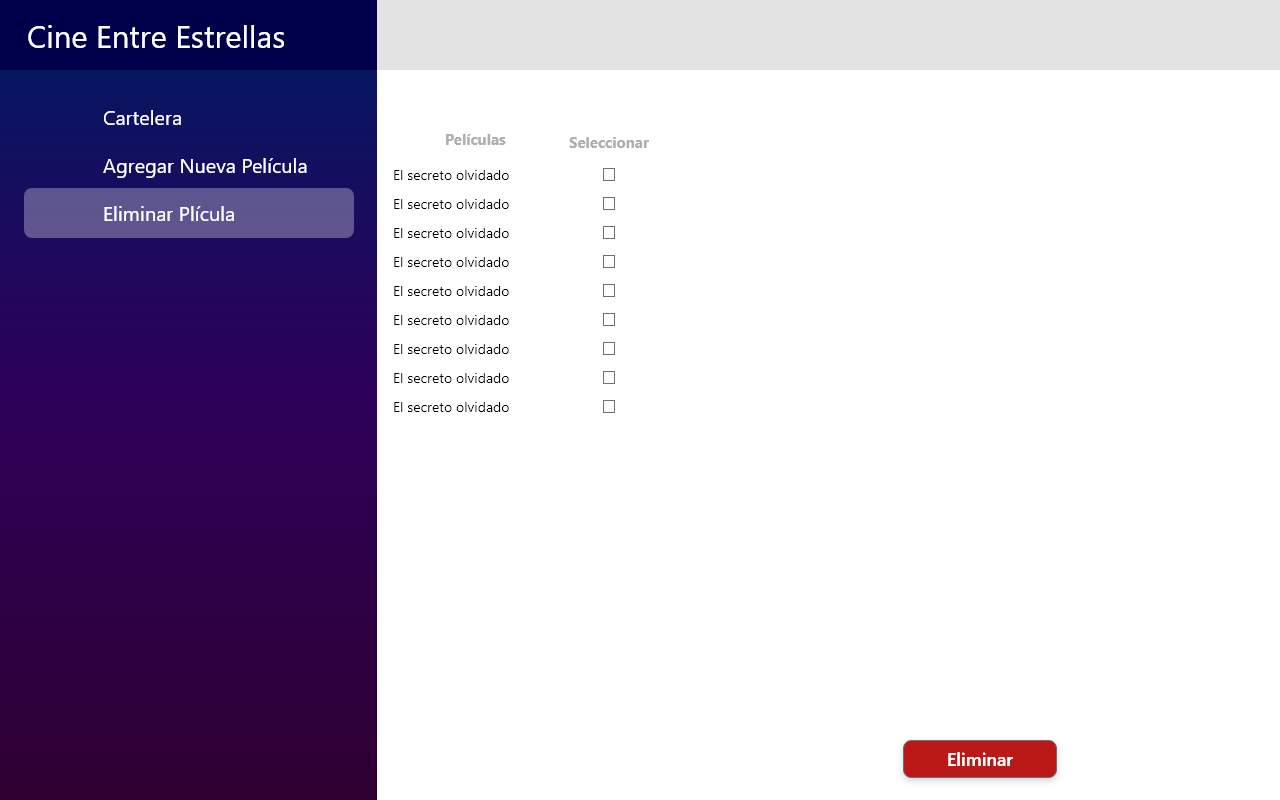 Cine Entre Estrellas
Cartelera
Agregar Nueva Película
Eliminar Plícula
Películas Seleccionar
El secreto olvidado
El secreto olvidado
El secreto olvidado
El secreto olvidado
El secreto olvidado
El secreto olvidado
El secreto olvidado
El secreto olvidado
El secreto olvidado
Eliminar